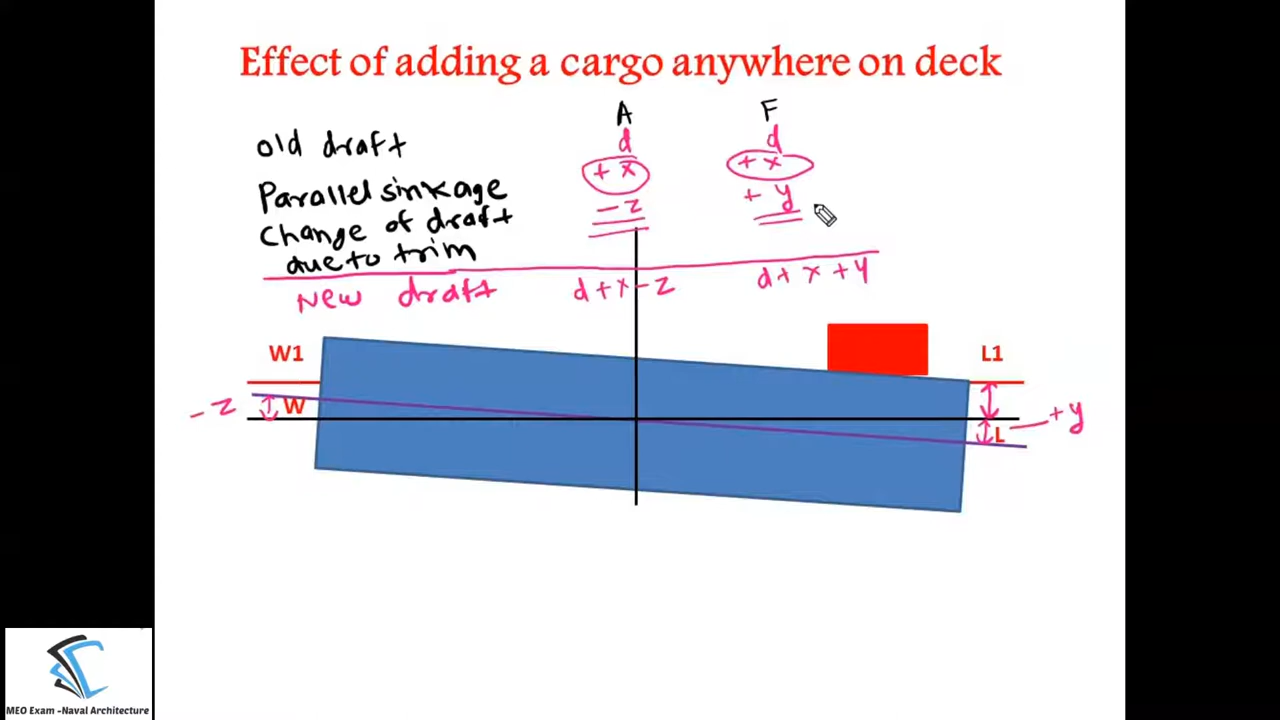 Effect of adding a cargo anywhere on deck
A F
old draft d d
Parallel sinkage + x + x
Change of draft due to trim - z + y
New draft d + x - z d + x + y
W1 L1
- z W L + y
MEO Exam -Naval Architecture